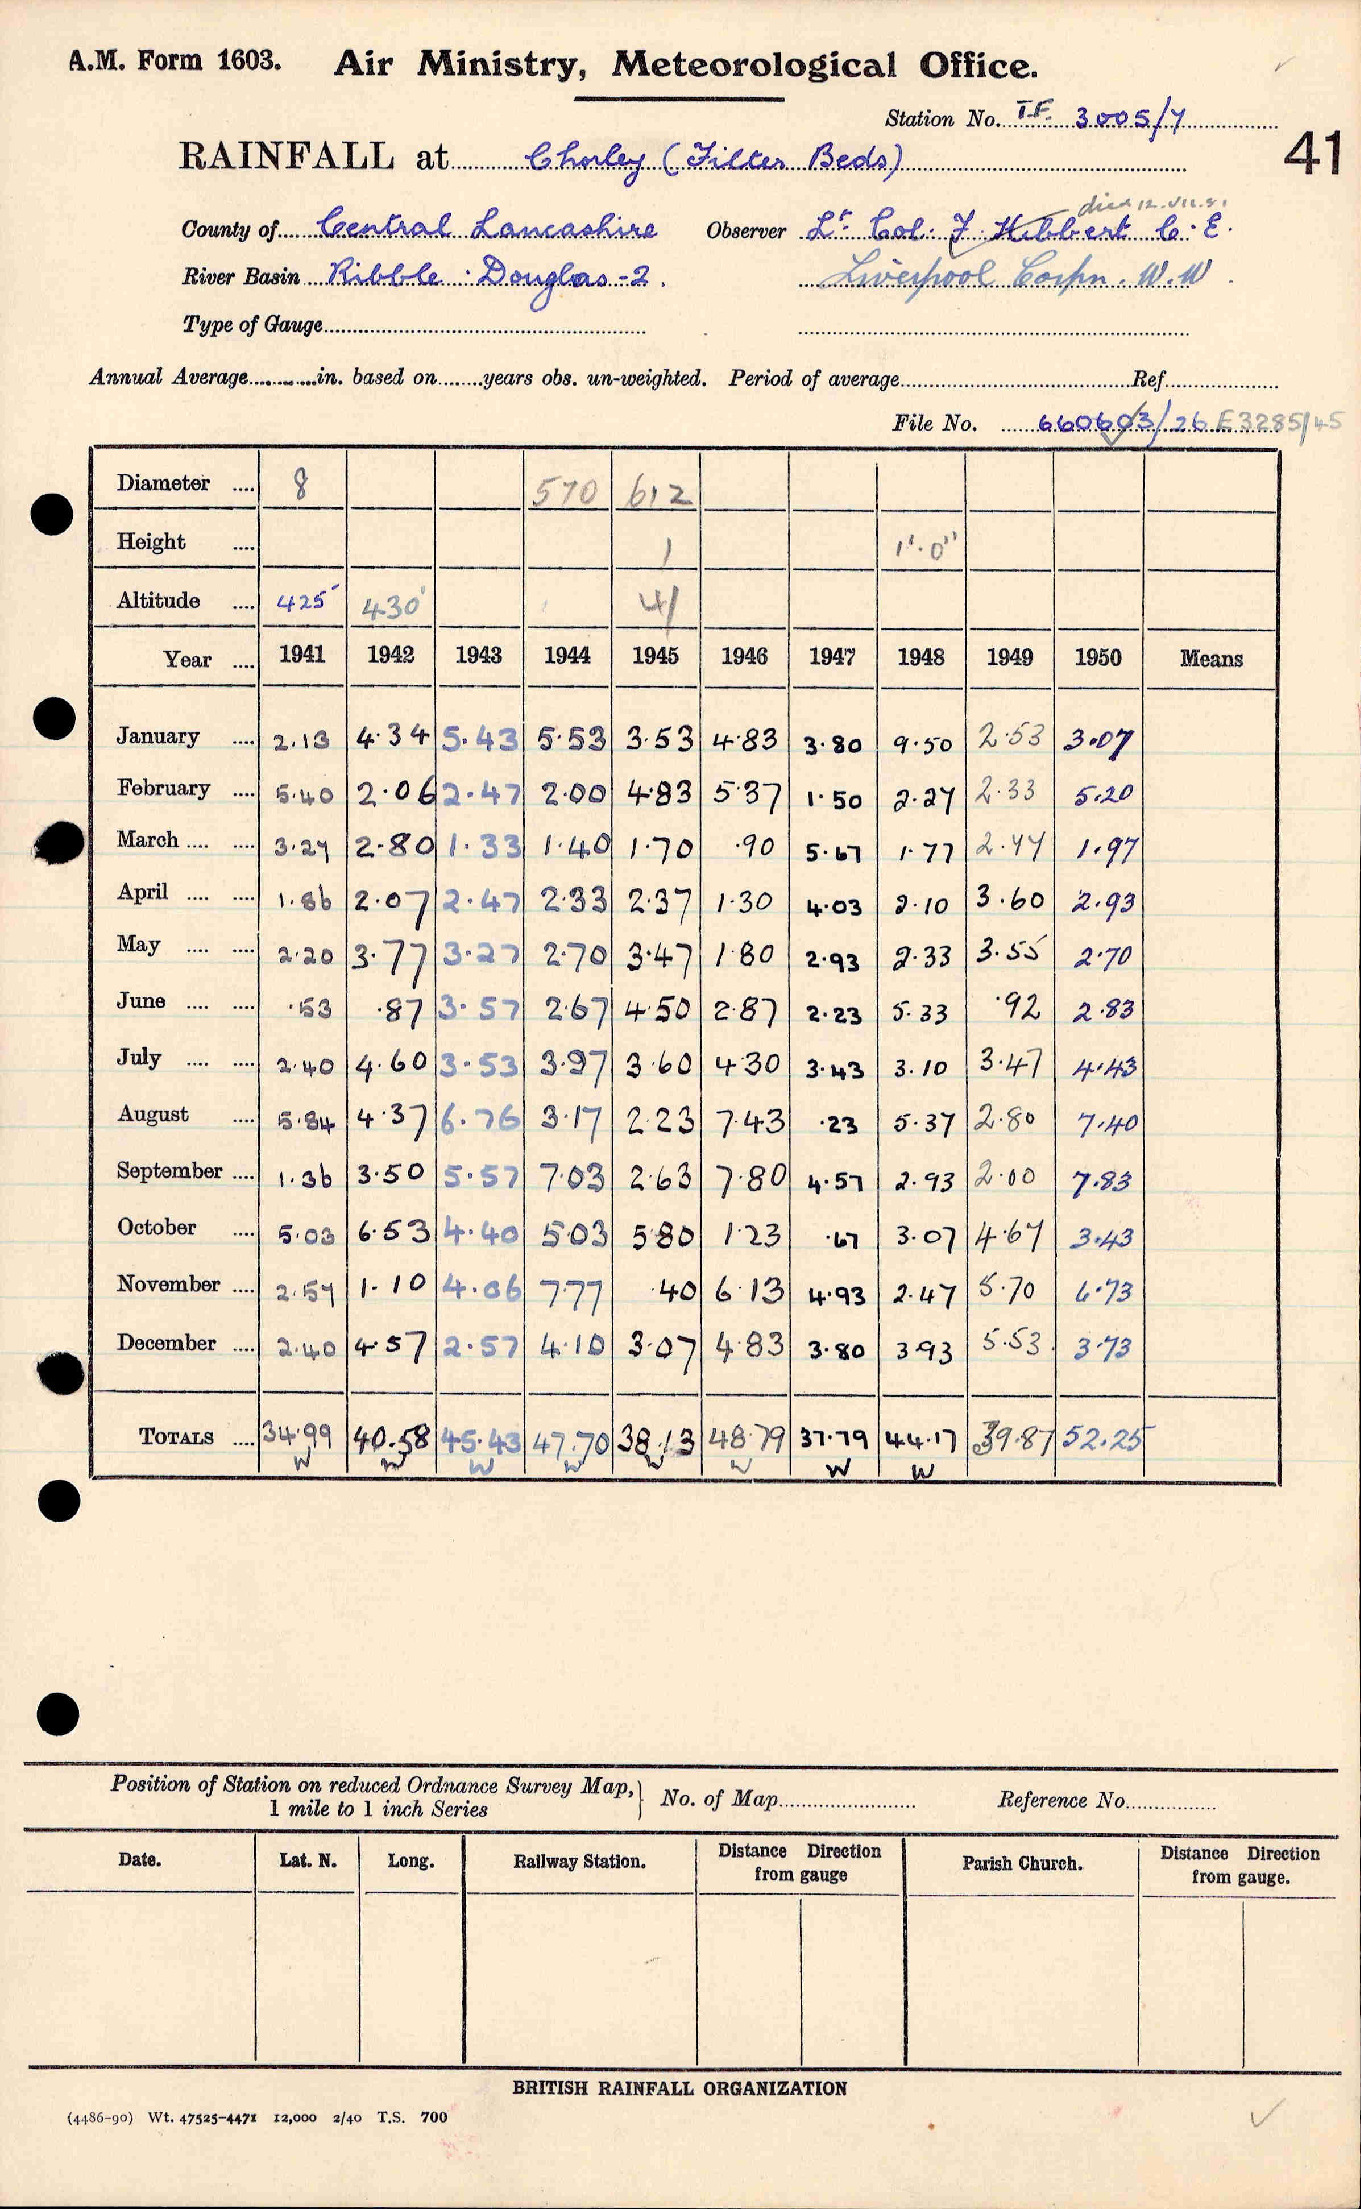 A.M. Form 1603. Air Ministry, Meteorological Office.
Station No. T.F. 3005/7
RAINFALL at Chorley (Filter Beds)
41
died 12.VII.
County of Central Lancashire Observer Lt. Col. F. Hibbert C.E.
River Basin Ribble : Douglas -2. Liverpool Corpn. W.W.
Type of Gauge
Annual Average in. based on years obs. un-weighted. Period of average Ref.
File No. 660603/26 E3285/45
Diameter 8 570 612
Height 1 1'.0"
Altitude 425' 430' 41
Year 1941 1942 1943 1944 1945 1946 1947 1948 1949 1950 Means
January 2.13 4.34 5.43 5.53 3.53 4.83 3.80 9.50 2.53 3.07
February 5.40 2.06 2.47 2.00 4.83 5.37 1.50 2.27 2.33 5.20
March 3.27 2.80 1.33 1.40 1.70 .90 5.67 1.77 2.77 1.97
April 1.86 2.07 2.47 2.33 2.37 1.30 4.03 2.10 3.60 2.93
May 2.20 3.77 3.27 2.70 3.47 1.80 2.93 2.33 3.55 2.70
June .53 .87 3.57 2.67 4.50 2.87 2.23 5.33 .92 2.83
July 2.40 4.60 3.53 3.97 3.60 4.30 3.43 3.10 3.47 4.43
August 5.84 4.37 6.76 3.17 2.23 7.43 .23 5.37 2.80 7.40
September 1.36 3.50 5.57 7.03 2.63 7.80 4.57 2.93 2.00 7.83
October 5.03 6.53 4.40 5.03 5.80 1.23 .67 3.07 4.67 3.43
November 2.57 1.10 4.06 7.77 .40 6.13 4.93 2.47 5.70 6.73
December 2.40 4.57 2.57 4.10 3.07 4.83 3.80 3.93 5.53 3.73
TOTALS 34.99 40.58 45.43 47.70 38.13 48.79 37.79 44.17 39.87 52.25
W W W W W W W W
Position of Station on reduced Ordnance Survey Map, No. of Map Reference No.
1 mile to 1 inch Series
Date. Lat. N. Long. Railway Station. Distance Direction from gauge Parish Church. Distance Direction from gauge.
BRITISH RAINFALL ORGANIZATION
(4486-90) Wt. 47525-4471 12,000 2/40 T.S. 700